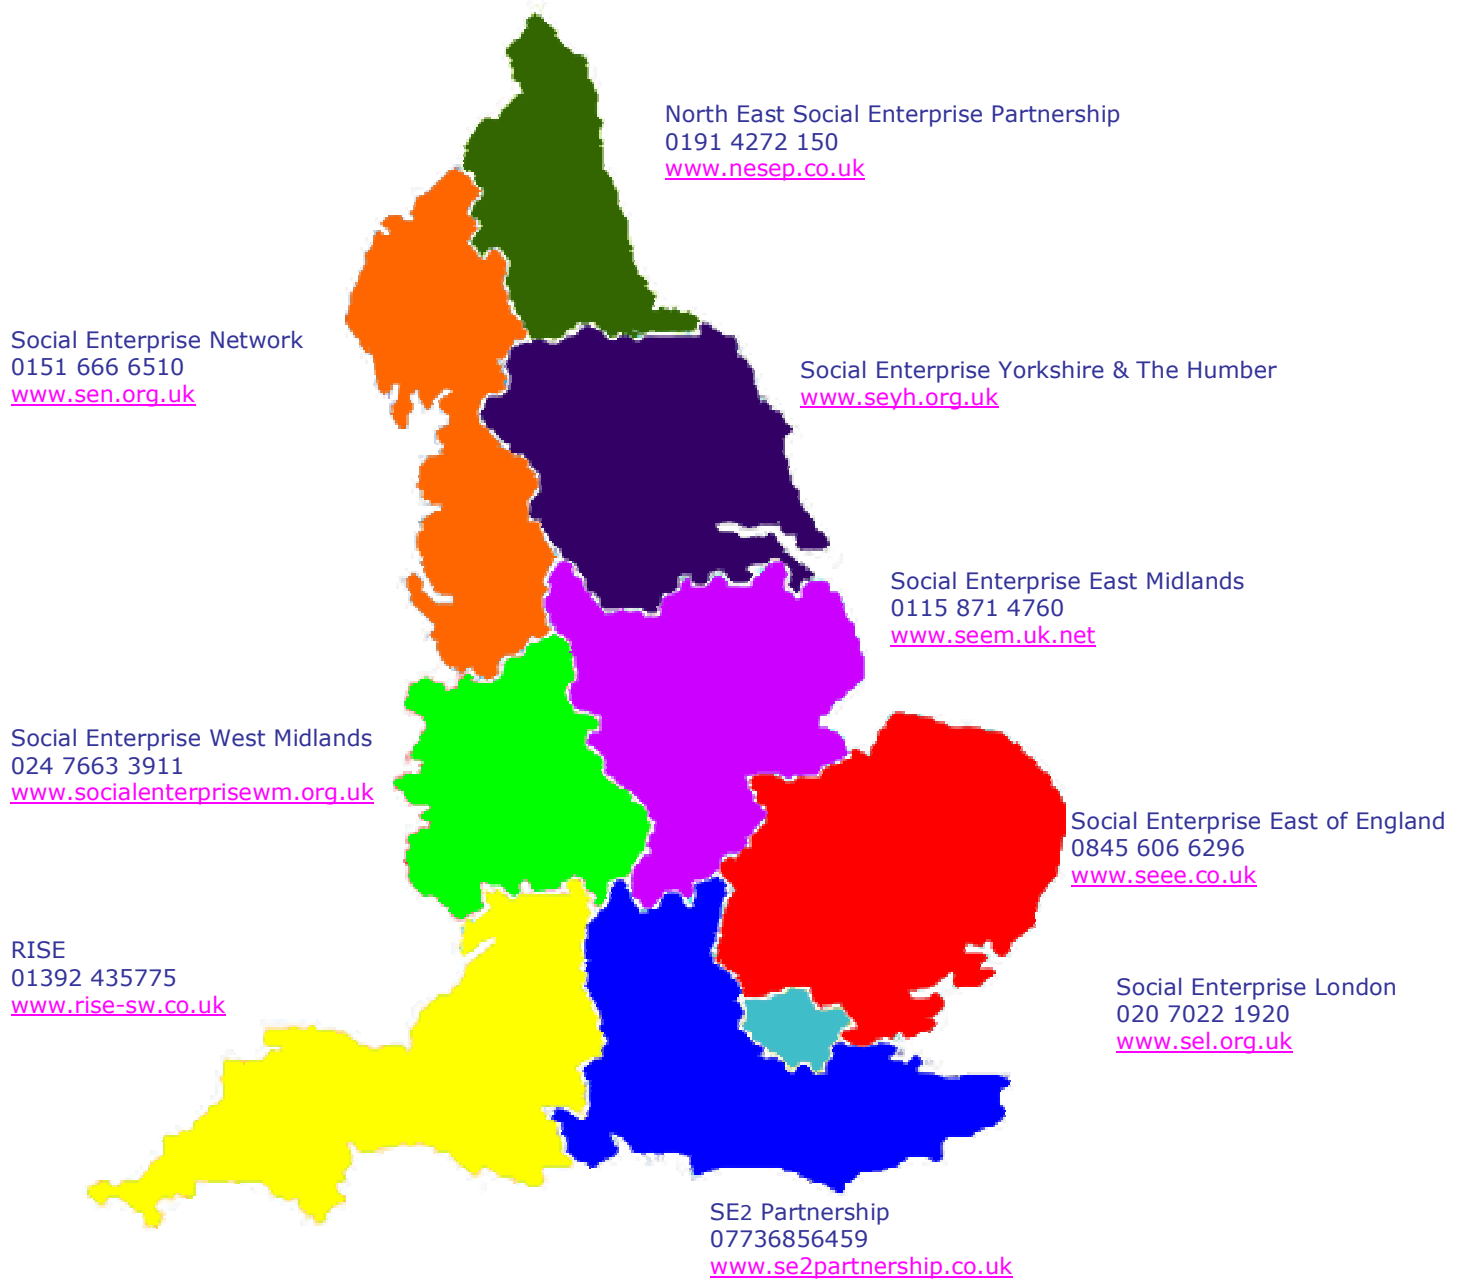 North East Social Enterprise Partnership
0191 4272 150
www.nesep.co.uk
Social Enterprise Network
0151 666 6510
www.sen.org.uk
Social Enterprise Yorkshire & The Humber
www.seyh.org.uk
Social Enterprise East Midlands
0115 871 4760
www.seem.uk.net
Social Enterprise West Midlands
024 7663 3911
www.socialenterprisewm.org.uk
Social Enterprise East of England
0845 606 6296
www.seee.co.uk
RISE
01392 435775
www.rise-sw.co.uk
Social Enterprise London
020 7022 1920
www.sel.org.uk
SE2 Partnership
07736856459
www.se2partnership.co.uk